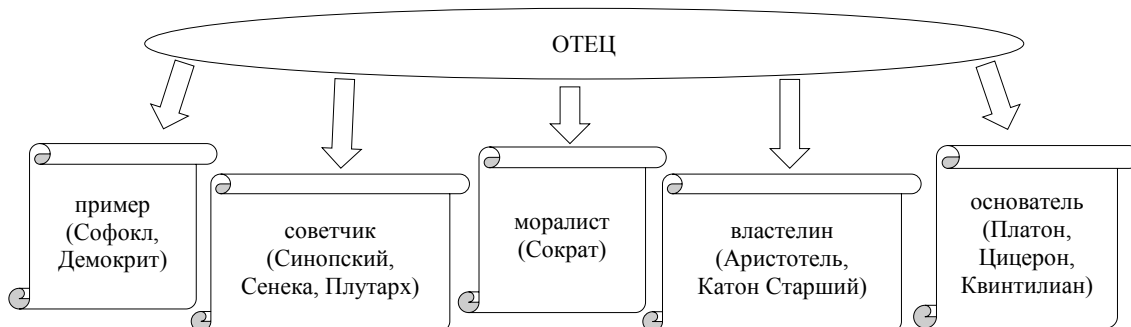 ОТЕЦ
пример
(Софокл,
Демокрит)
советчик
(Синопский,
Сенека, Плутарх)
моралист
(Сократ)
властелин
(Аристотель,
Катон Старший)
основатель
(Платон,
Цицерон,
Квинтилиан)